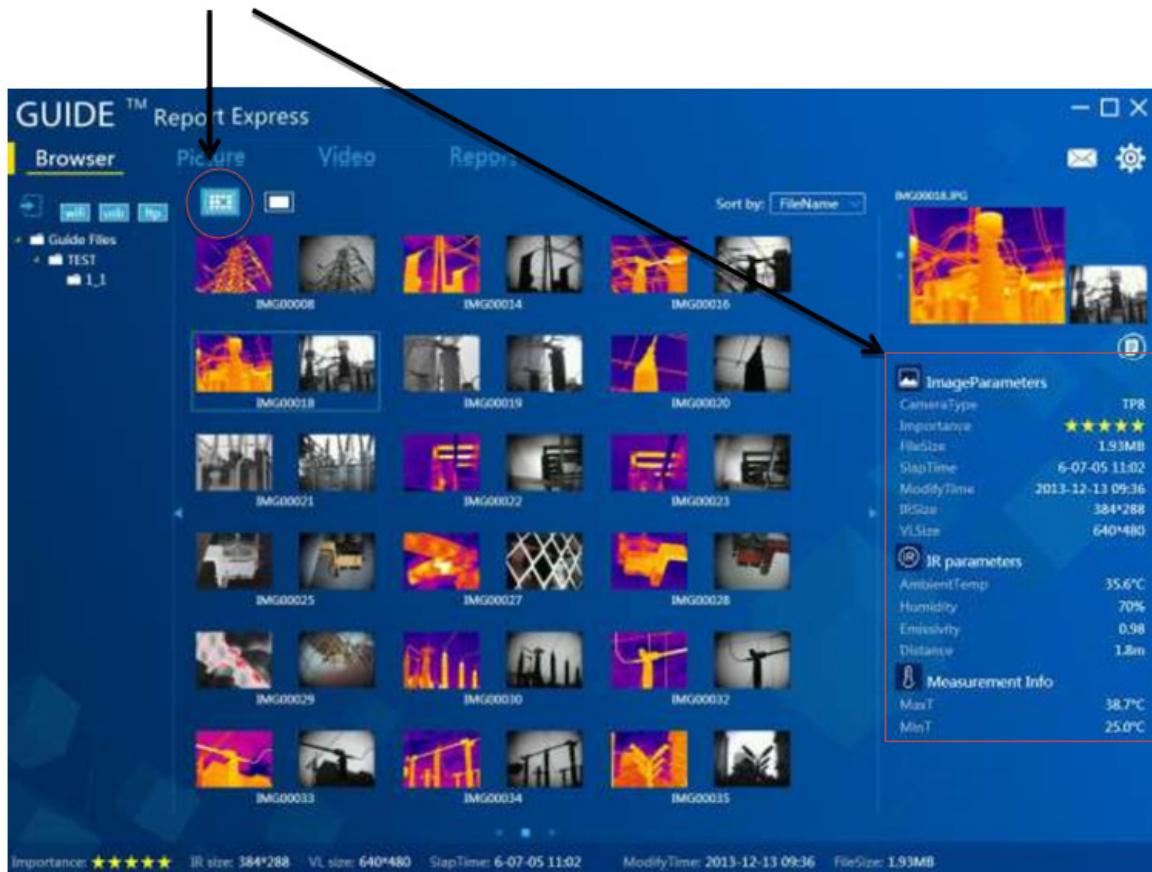 GUIDE ™ Report Express
Browser Picture Video Report
wifi usb ftp
Sort by: FileName
IMG00018.JPG
Guide Files
TEST
1_1
IMG00008 IMG00014 IMG00016
IMG00018 IMG00019 IMG00020
IMG00021 IMG00022 IMG00023
IMG00025 IMG00027 IMG00028
IMG00029 IMG00030 IMG00032
IMG00033 IMG00034 IMG00035
ImageParameters
CameraType TP8
Importance
FileSize 1.93MB
SlapTime 6-07-05 11:02
ModifyTime 2013-12-13 09:36
IRSize 384*288
VLSize 640*480
IR IR parameters
AmbientTemp 35.6°C
Humidity 70%
Emissivity 0.98
Distance 1.8m
Measurement Info
MaxT 38.7°C
MinT 25.0°C
Importance: ★★★★★ IR size: 384*288 VL size: 640*480 SlapTime: 6-07-05 11:02 ModifyTime: 2013-12-13 09:36 FileSize: 1.93MB